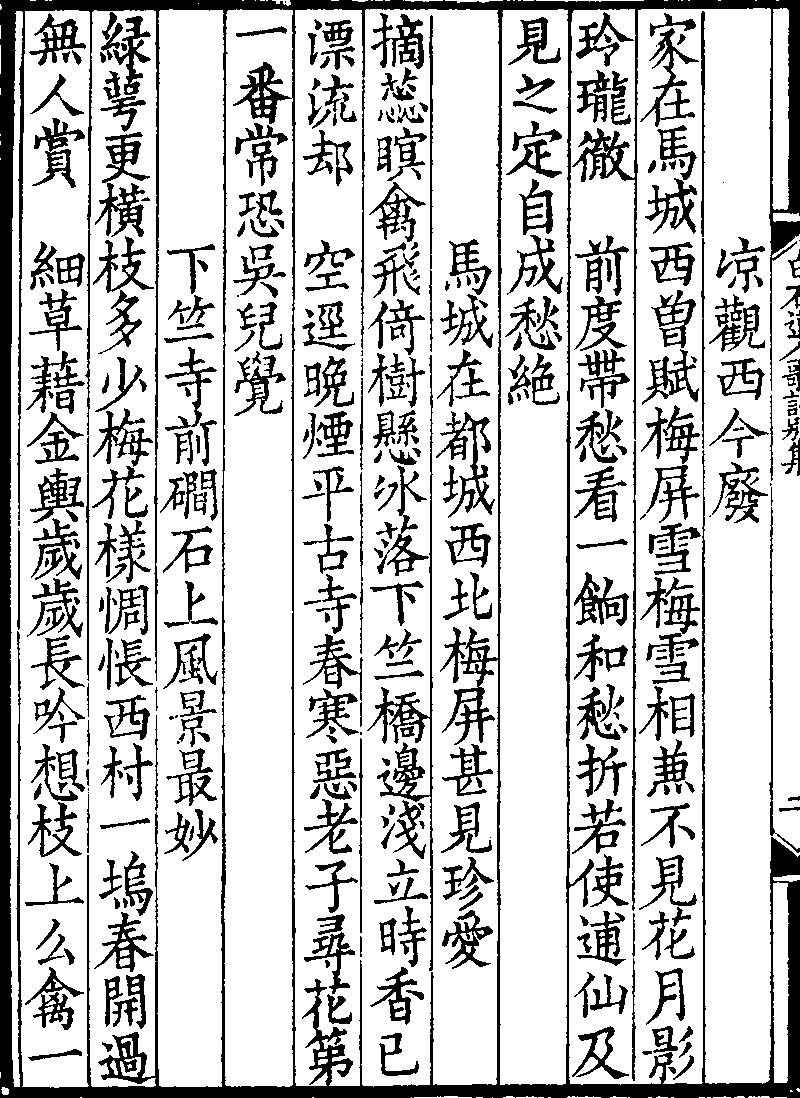 涼觀西今廢
家在馬城西曾賦梅屏雪梅雪相兼不見花月影
玲瓏徹　前度帶愁看一餉和愁折若使逋仙及
見之定自成愁絶
馬城在都城西北梅屏甚見珍愛
摘蕊暝禽飛倚樹懸冰落下竺橋邊淺立時香已
漂流却　空逕晚煙平古寺春寒惡老子尋花第
一番常恐吳兒覺
下竺寺前磵石上風景最妙
緑萼更横枝多少梅花樣惆悵西村一塢春開過
無人賞　細草藉金輿歲歲長吟想枝上么禽一